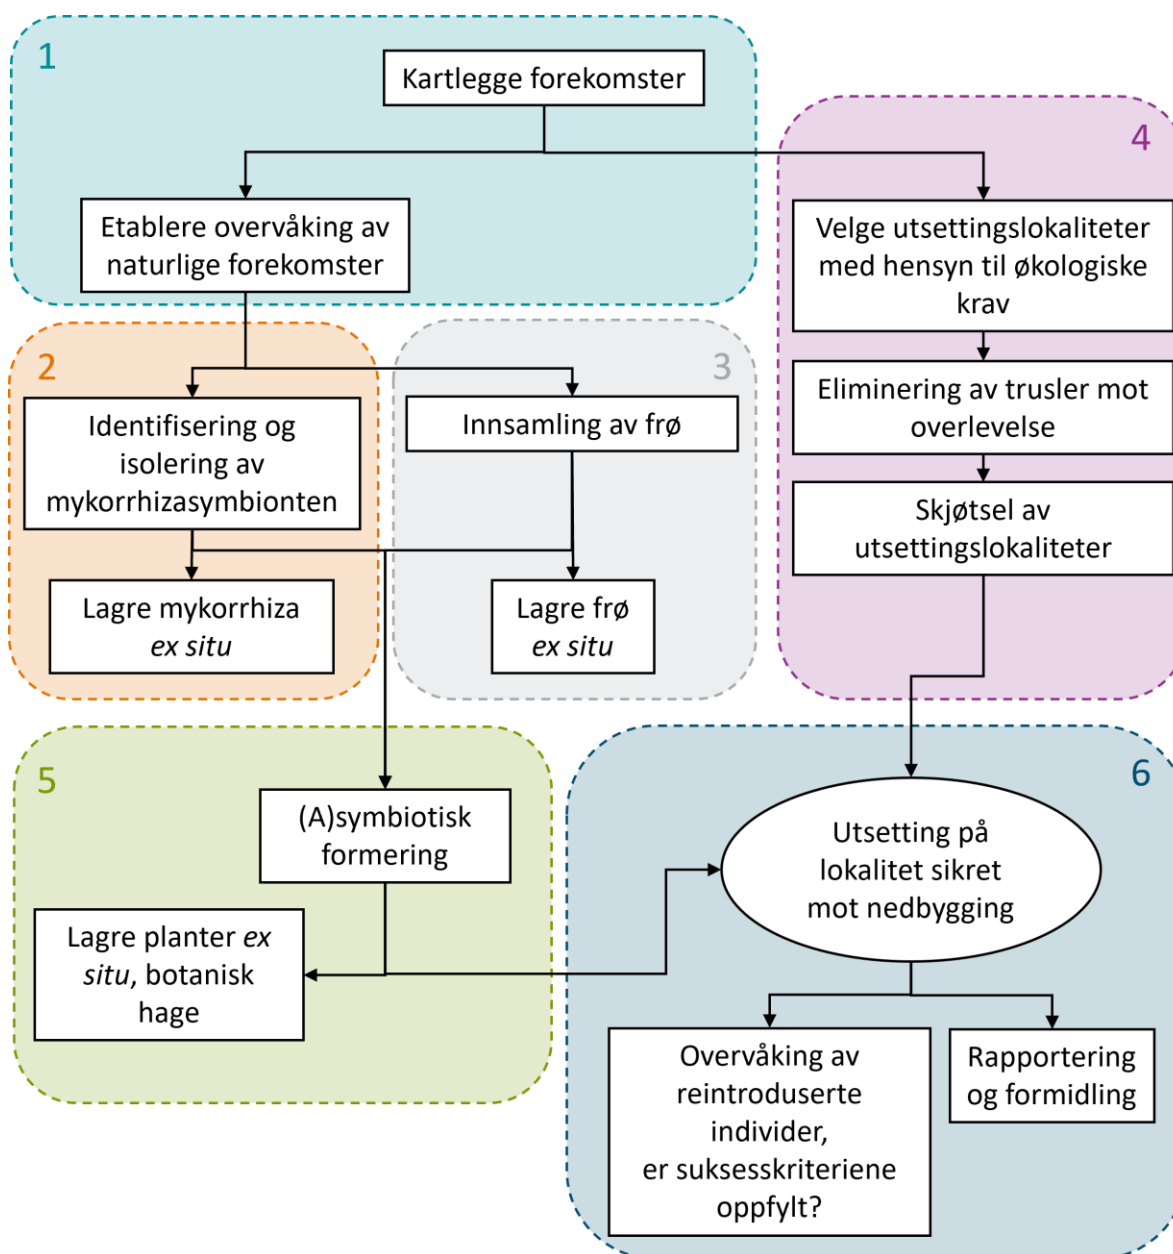 1
Kartlegge forekomster
Etablere overvåking av
naturlige forekomster
2
Identifisering og
isolering av
mykorrhizasymbionten
Lagre mykorrhiza
ex situ
3
Innsamling av frø
Lagre frø
ex situ
4
Velge utsettingslokaliteter
med hensyn til økologiske
krav
Eliminering av trusler mot
overlevelse
Skjøtsel av
utsettingslokaliteter
5
(A)symbiotisk
formering
Lagre planter ex
situ, botanisk
hage
6
Utsetting på
lokalitet sikret
mot nedbygging
Overvåking av
reintroduserte
individer,
er suksesskriteriene
oppfylt?
Rapportering
og formidling